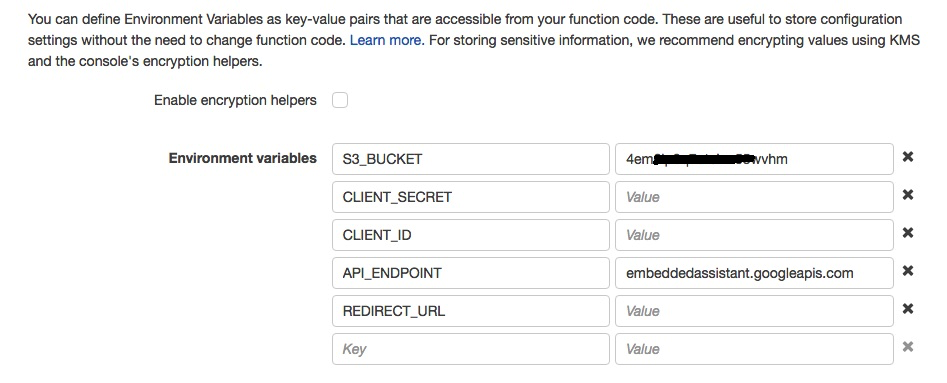 You can define Environment Variables as key-value pairs that are accessible from your function code. These are useful to store configuration
settings without the need to change function code. Learn more. For storing sensitive information, we recommend encrypting values using KMS
and the console's encryption helpers.
Enable encryption helpers
Environment variables S3_BUCKET
CLIENT_SECRET Value
CLIENT_ID Value
API_ENDPOINT embeddedassistant.googleapis.com
REDIRECT_URL Value
Key Value